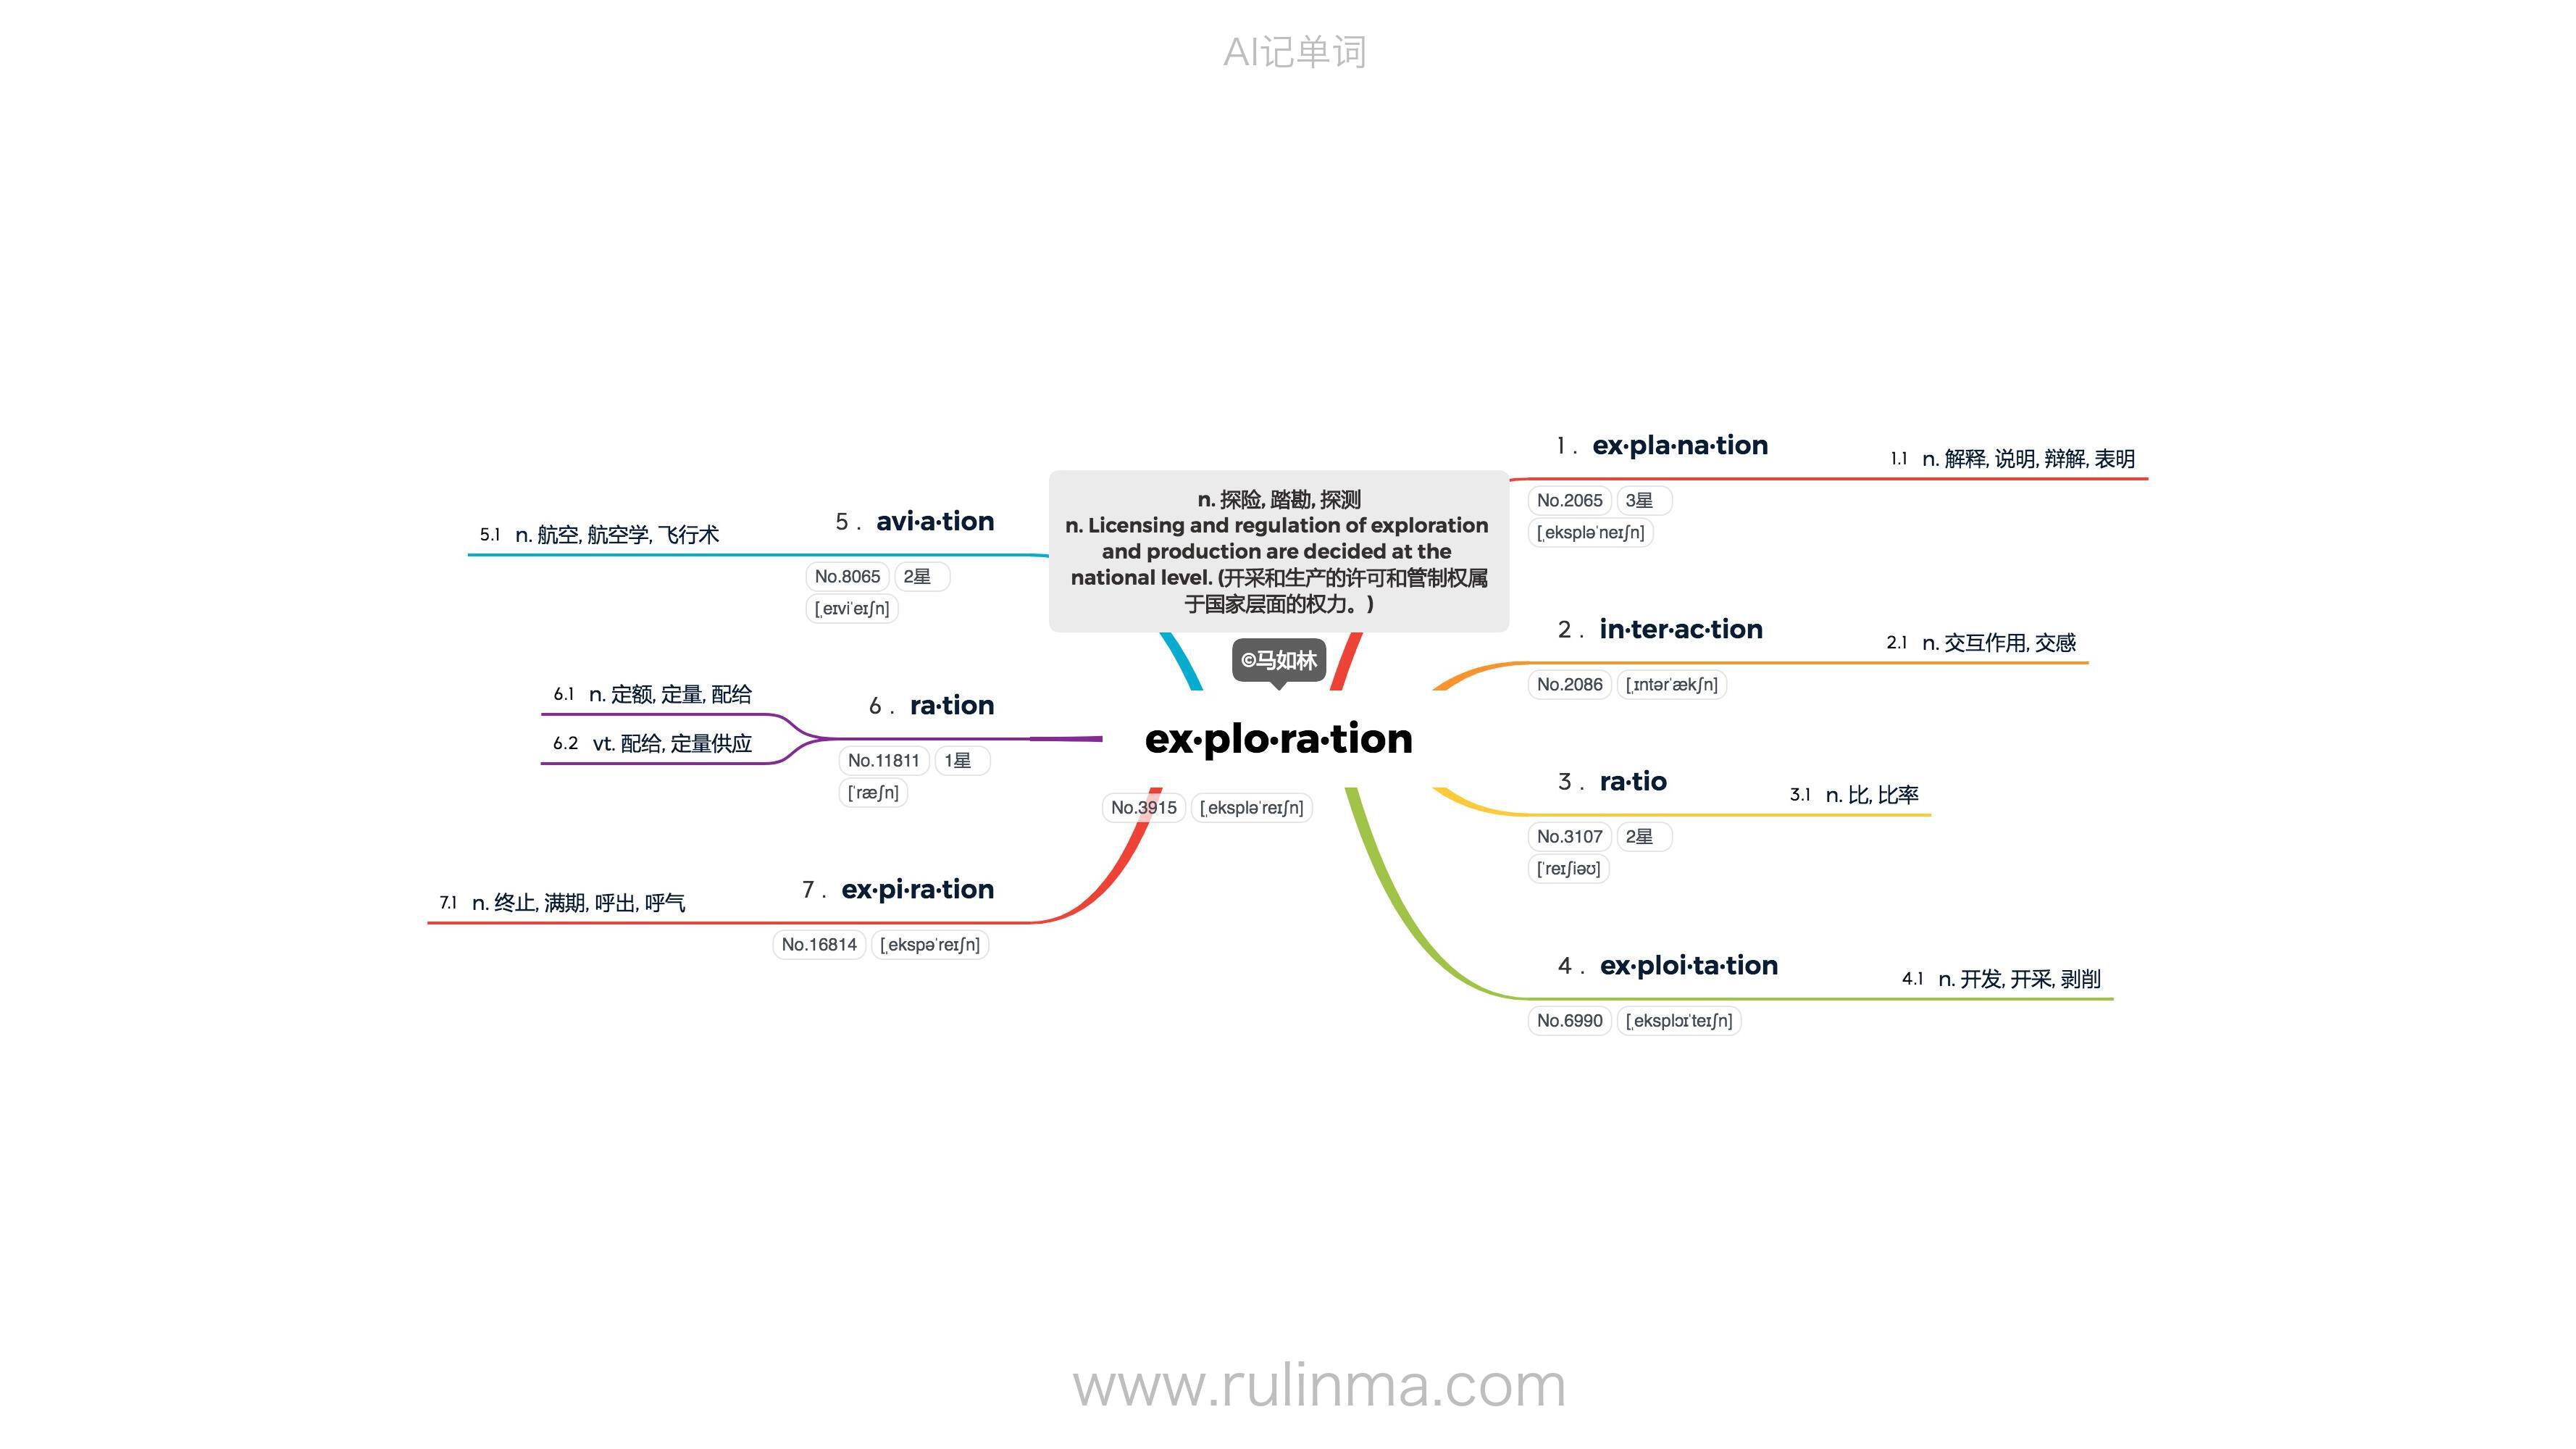 AI记单词
n. 探险, 踏勘, 探测
n. Licensing and regulation of exploration
and production are decided at the
national level. (开采和生产的许可和管制权属
于国家层面的权力。)
©马如林
ex·plo·ra·tion
No.3915 [ˌekspləˈreɪʃn]
1 . ex·pla·na·tion
1.1 n. 解释, 说明, 辩解, 表明
No.2065 3星
[ˌekspləˈneɪʃn]
2 . in·ter·ac·tion
2.1 n. 交互作用, 交感
No.2086 [ˌɪntərˈækʃn]
3 . ra·tio
3.1 n. 比, 比率
No.3107 2星
[ˈreɪʃiəʊ]
4 . ex·ploi·ta·tion
4.1 n. 开发, 开采, 剥削
No.6990 [ˌeksplɔɪˈteɪʃn]
5 . avi·a·tion
5.1 n. 航空, 航空学, 飞行术
No.8065 2星
[ˌeɪviˈeɪʃn]
6 . ra·tion
6.1 n. 定额, 定量, 配给
6.2 vt. 配给, 定量供应
No.11811 1星
[ˈræʃn]
7 . ex·pi·ra·tion
7.1 n. 终止, 满期, 呼出, 呼气
No.16814 [ˌekspəˈreɪʃn]
www.rulinma.com